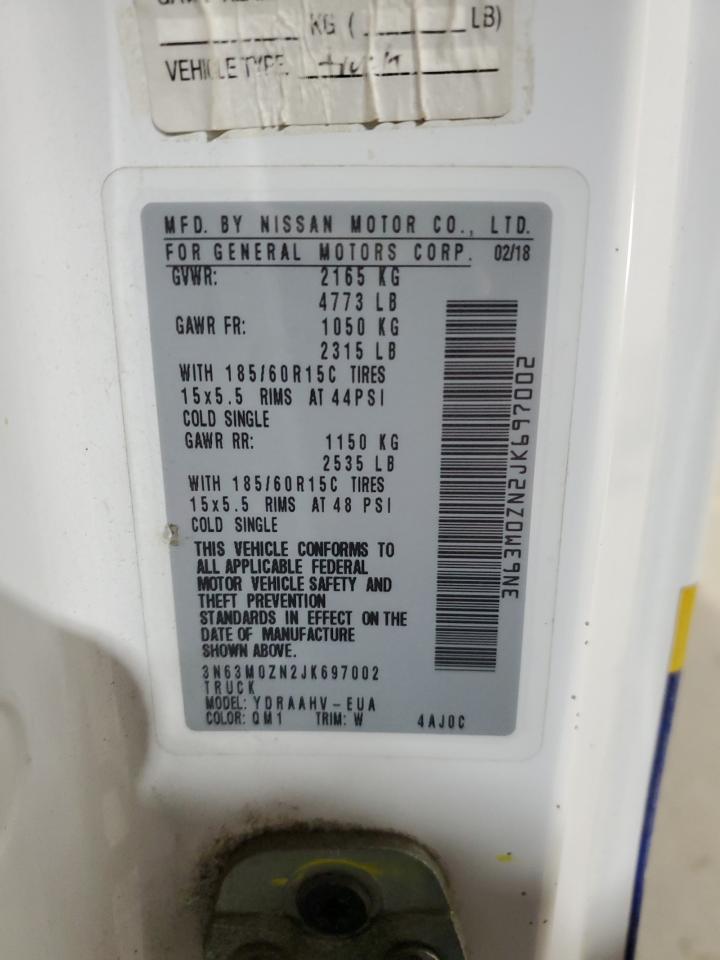 KG ( LB)
VEHICLE TYPE
MFD. BY NISSAN MOTOR CO., LTD.
FOR GENERAL MOTORS CORP. 02/18
GVWR: 2165 KG
4773 LB
GAWR FR: 1050 KG
2315 LB
WITH 185/60R15C TIRES
15x5.5 RIMS AT 44PSI
COLD SINGLE
GAWR RR: 1150 KG
2535 LB
WITH 185/60R15C TIRES
15x5.5 RIMS AT 48 PSI
COLD SINGLE
THIS VEHICLE CONFORMS TO
ALL APPLICABLE FEDERAL
MOTOR VEHICLE SAFETY AND
THEFT PREVENTION
STANDARDS IN EFFECT ON THE
DATE OF MANUFACTURE
SHOWN ABOVE.
3N63M0ZN2JK697002
TRUCK
MODEL: YDRAAHV-EUA
COLOR: QM1 TRIM: W 4AJ0C
3N63M0ZN2JK697002